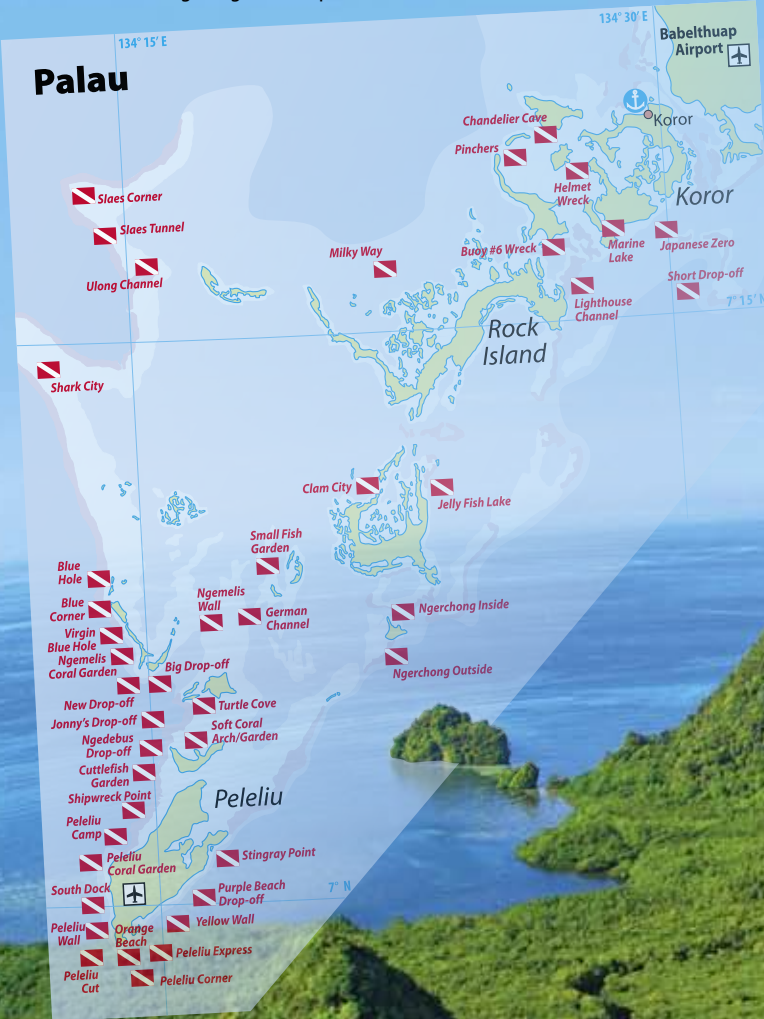 134° 15' E
134° 30' E
Palau
Babelthuap
Airport
Koror
Chandelier Cave
Pinchers
Helmet
Wreck
Koror
Slaes Corner
Slaes Tunnel
Ulong Channel
Milky Way
Buoy #6 Wreck
Marine
Lake
Japanese Zero
Short Drop-off
Lighthouse
Channel
7° 15' N
Rock
Island
Shark City
Clam City
Jelly Fish Lake
Small Fish
Garden
Blue
Hole
Blue
Corner
Ngemelis
Wall
German
Channel
Ngerchong Inside
Virgin
Blue Hole
Ngemelis
Coral Garden
Big Drop-off
Ngerchong Outside
New Drop-off
Turtle Cove
Jonny's Drop-off
Soft Coral
Arch/Garden
Ngedebus
Drop-off
Cuttlefish
Garden
Shipwreck Point
Peleliu
Peleliu
Camp
Peleliu
Coral Garden
Stingray Point
South Dock
Purple Beach
Drop-off
7° N
Peleliu
Wall
Orange
Beach
Yellow Wall
Peleliu Express
Peleliu
Cut
Peleliu Corner